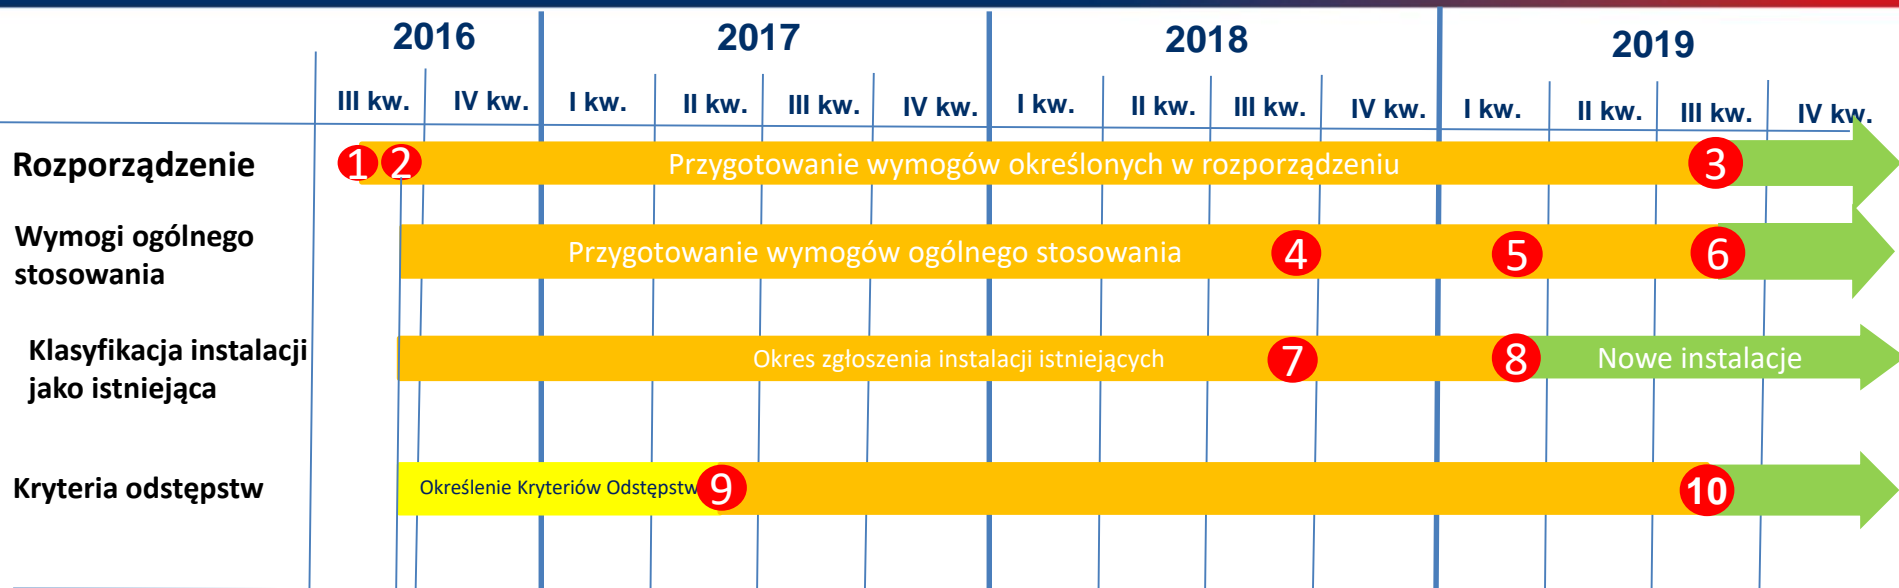 2016 2017 2018 2019
III kw. IV kw. I kw. II kw. III kw. IV kw. I kw. II kw. III kw. IV kw. I kw. II kw. III kw. IV kw.
Rozporządzenie 1 2 Przygotowanie wymogów określonych w rozporządzeniu 3
Wymogi ogólnego
stosowania
Przygotowanie wymogów ogólnego stosowania 4 5 6
Klasyfikacja instalacji
jako istniejąca
Okres zgłoszenia instalacji istniejących 7 8 Nowe instalacje
Kryteria odstępstw Określenie Kryteriów Odstępstw 9 10